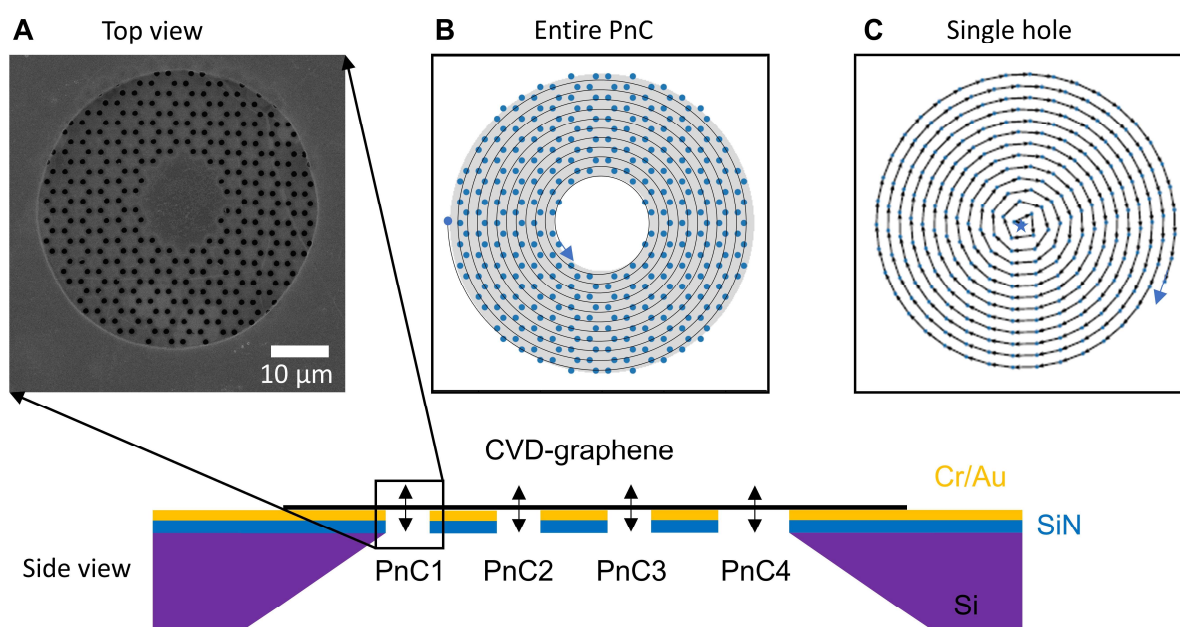 A Top view
B Entire PnC
C Single hole
10 μm
CVD-graphene
Cr/Au
SiN
Side view
PnC1 PnC2 PnC3 PnC4
Si